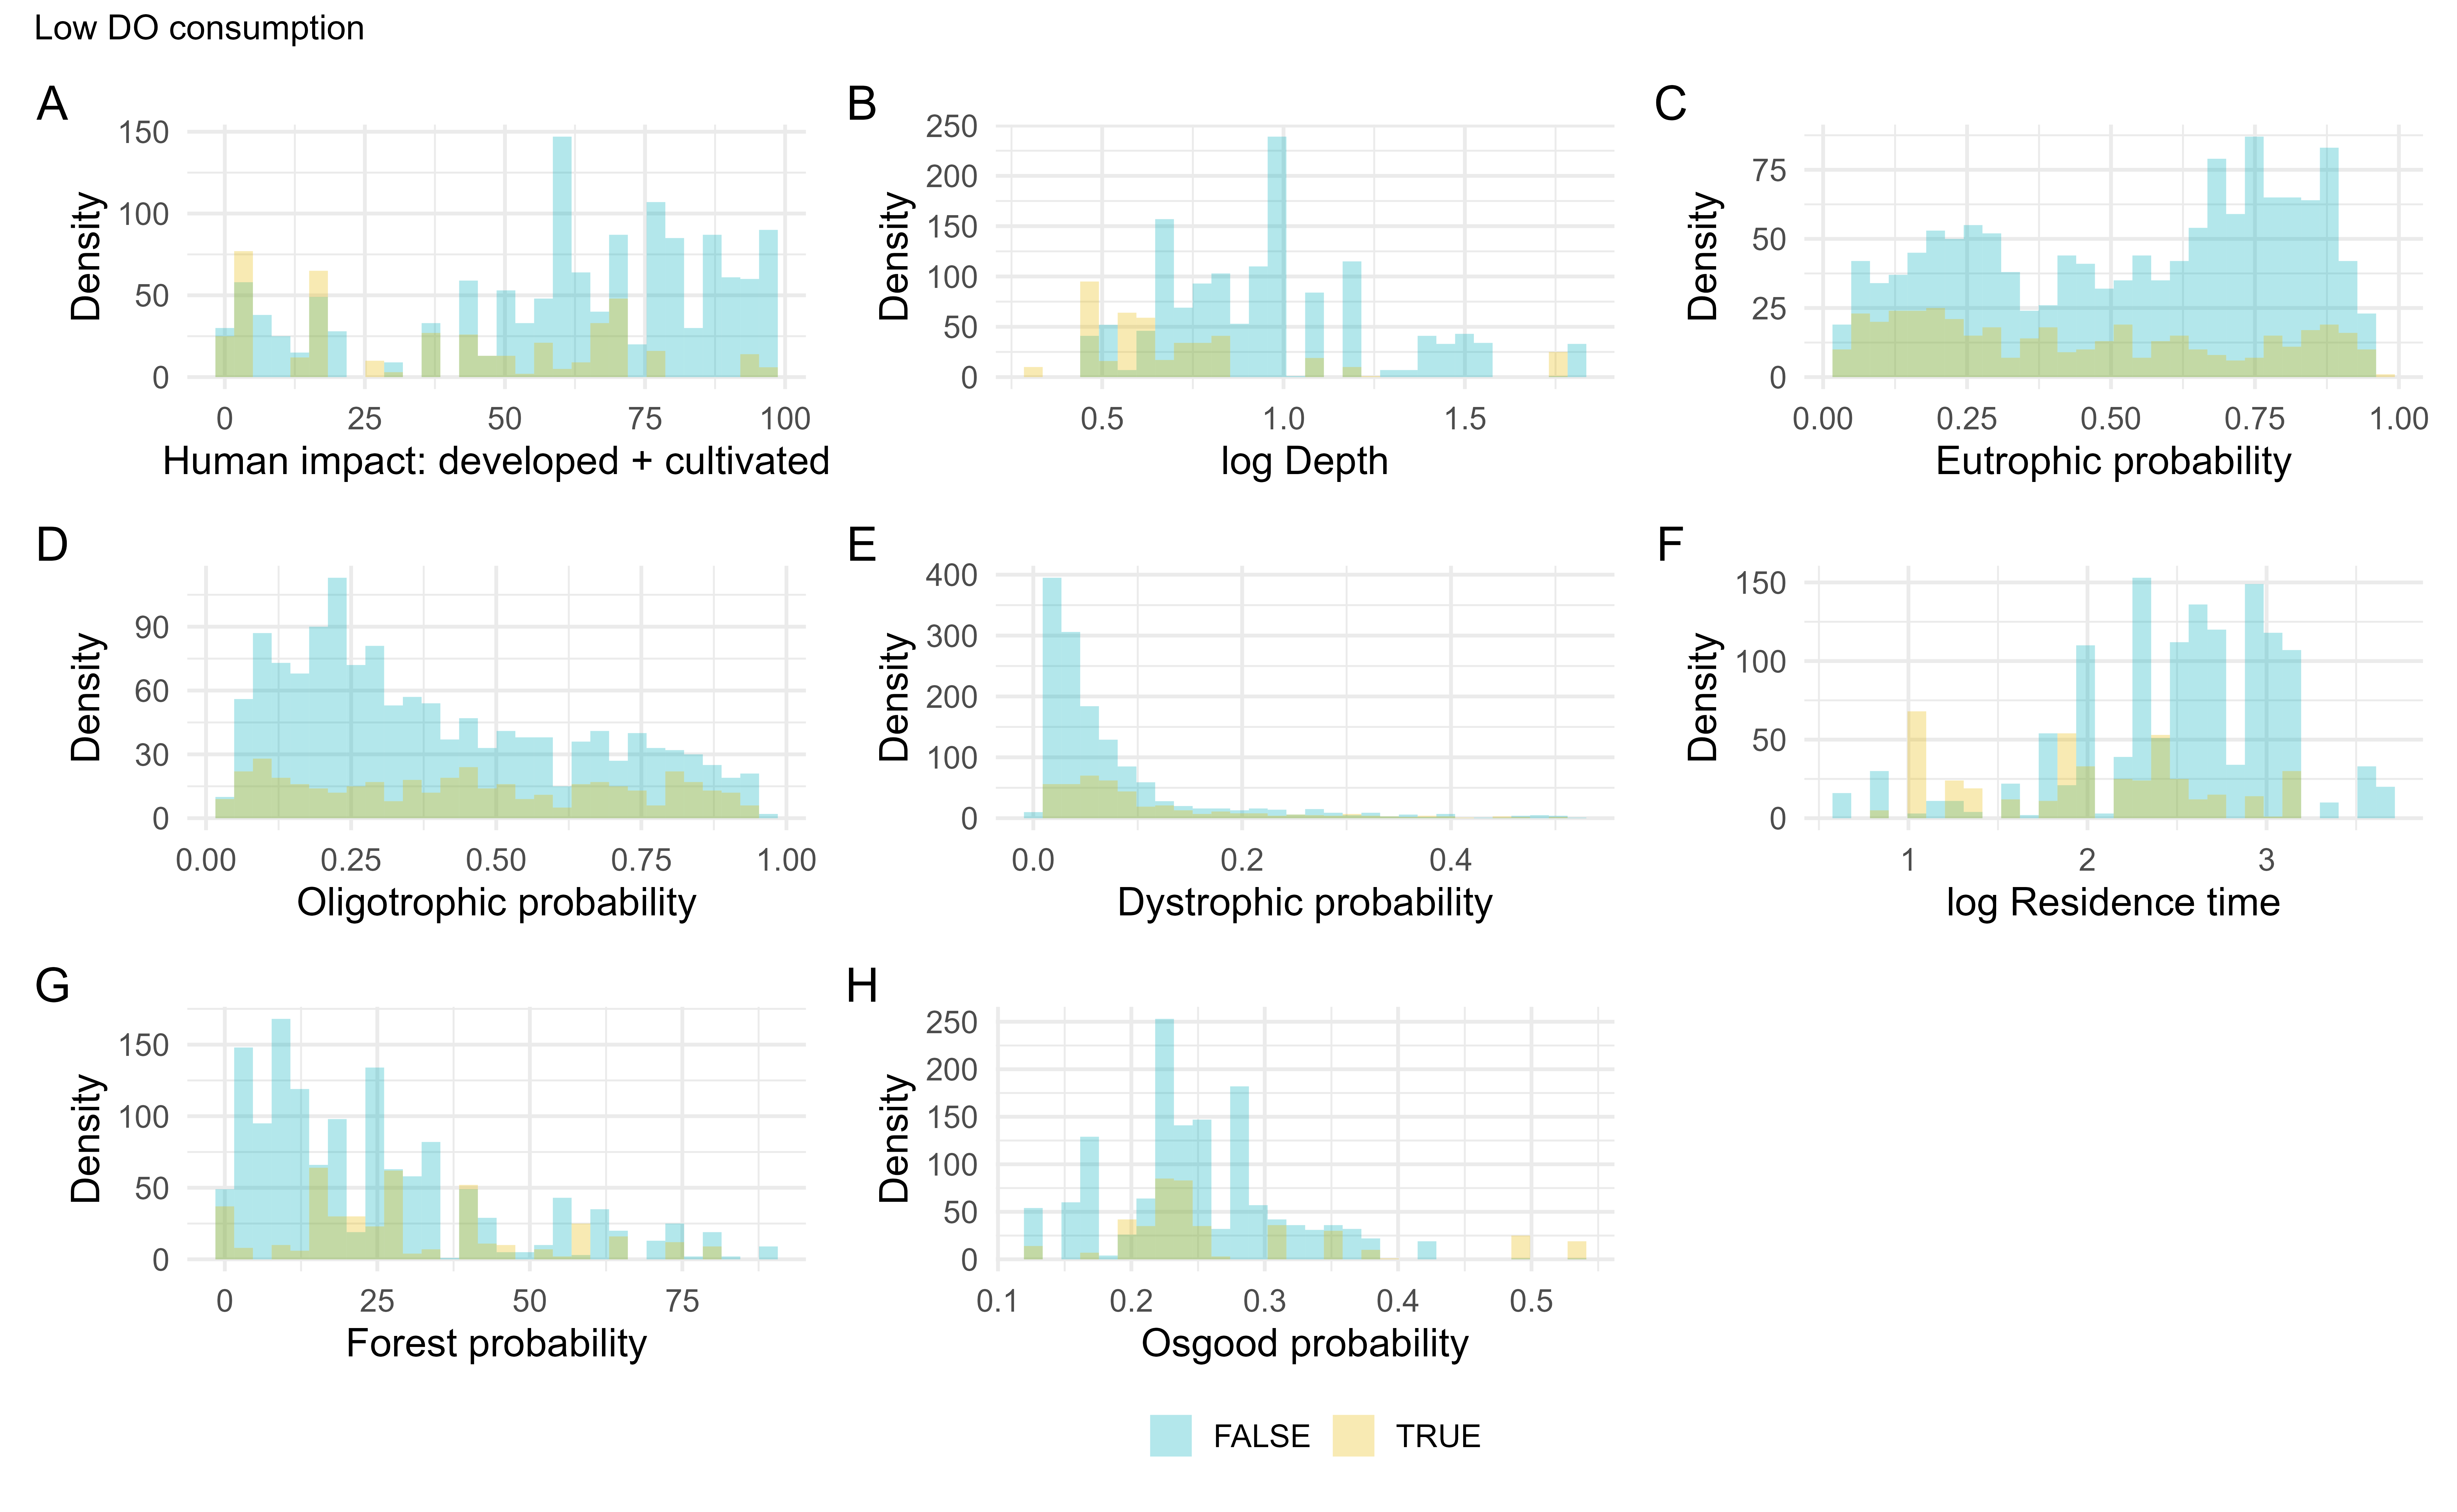 Low DO consumption
A
B
C
150
100
50
0
Density
0 25 50 75 100
Human impact: developed + cultivated
250
200
150
100
50
0
Density
0.5 1.0 1.5
log Depth
75
50
25
0
Density
0.00 0.25 0.50 0.75 1.00
Eutrophic probability
D
E
F
90
60
30
0
Density
0.00 0.25 0.50 0.75 1.00
Oligotrophic probability
400
300
200
100
0
Density
0.0 0.2 0.4
Dystrophic probability
150
100
50
0
Density
1 2 3
log Residence time
G
H
150
100
50
0
Density
0 25 50 75
Forest probability
250
200
150
100
50
0
Density
0.1 0.2 0.3 0.4 0.5
Osgood probability
FALSE TRUE